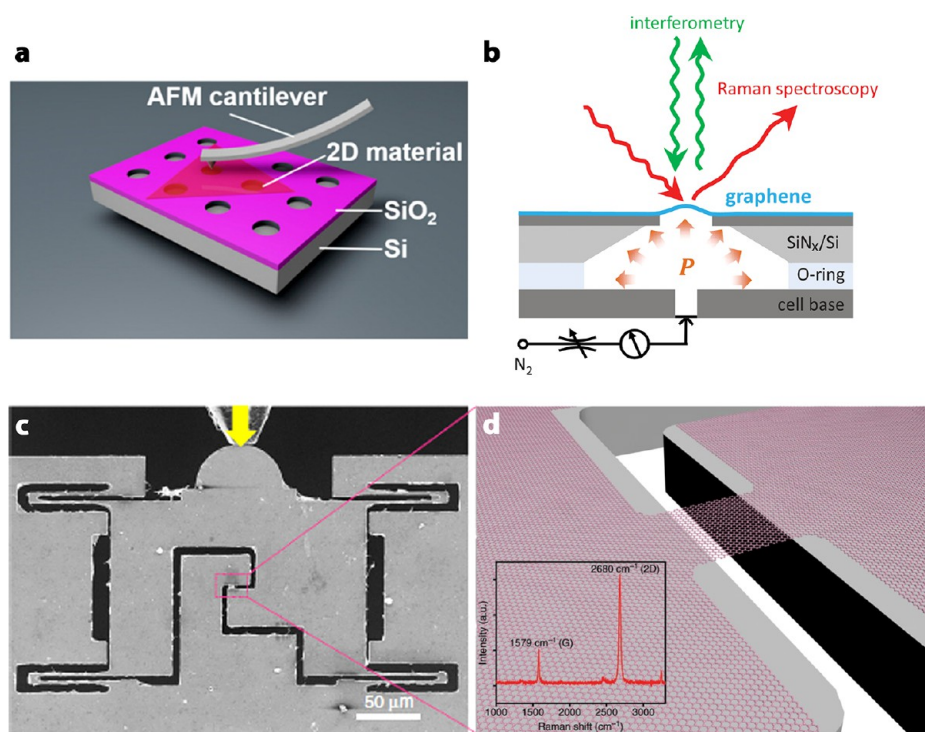 a
AFM cantilever
2D material
SiO₂
Si
b
interferometry
Raman spectroscopy
graphene
SiNₓ/Si
O-ring
cell base
P
N₂
c
50 µm
d
2680 cm⁻¹ (2D)
1579 cm⁻¹ (G)
Intensity (a.u.)
1000 1500 2000 2500 3000
Raman shift (cm⁻¹)